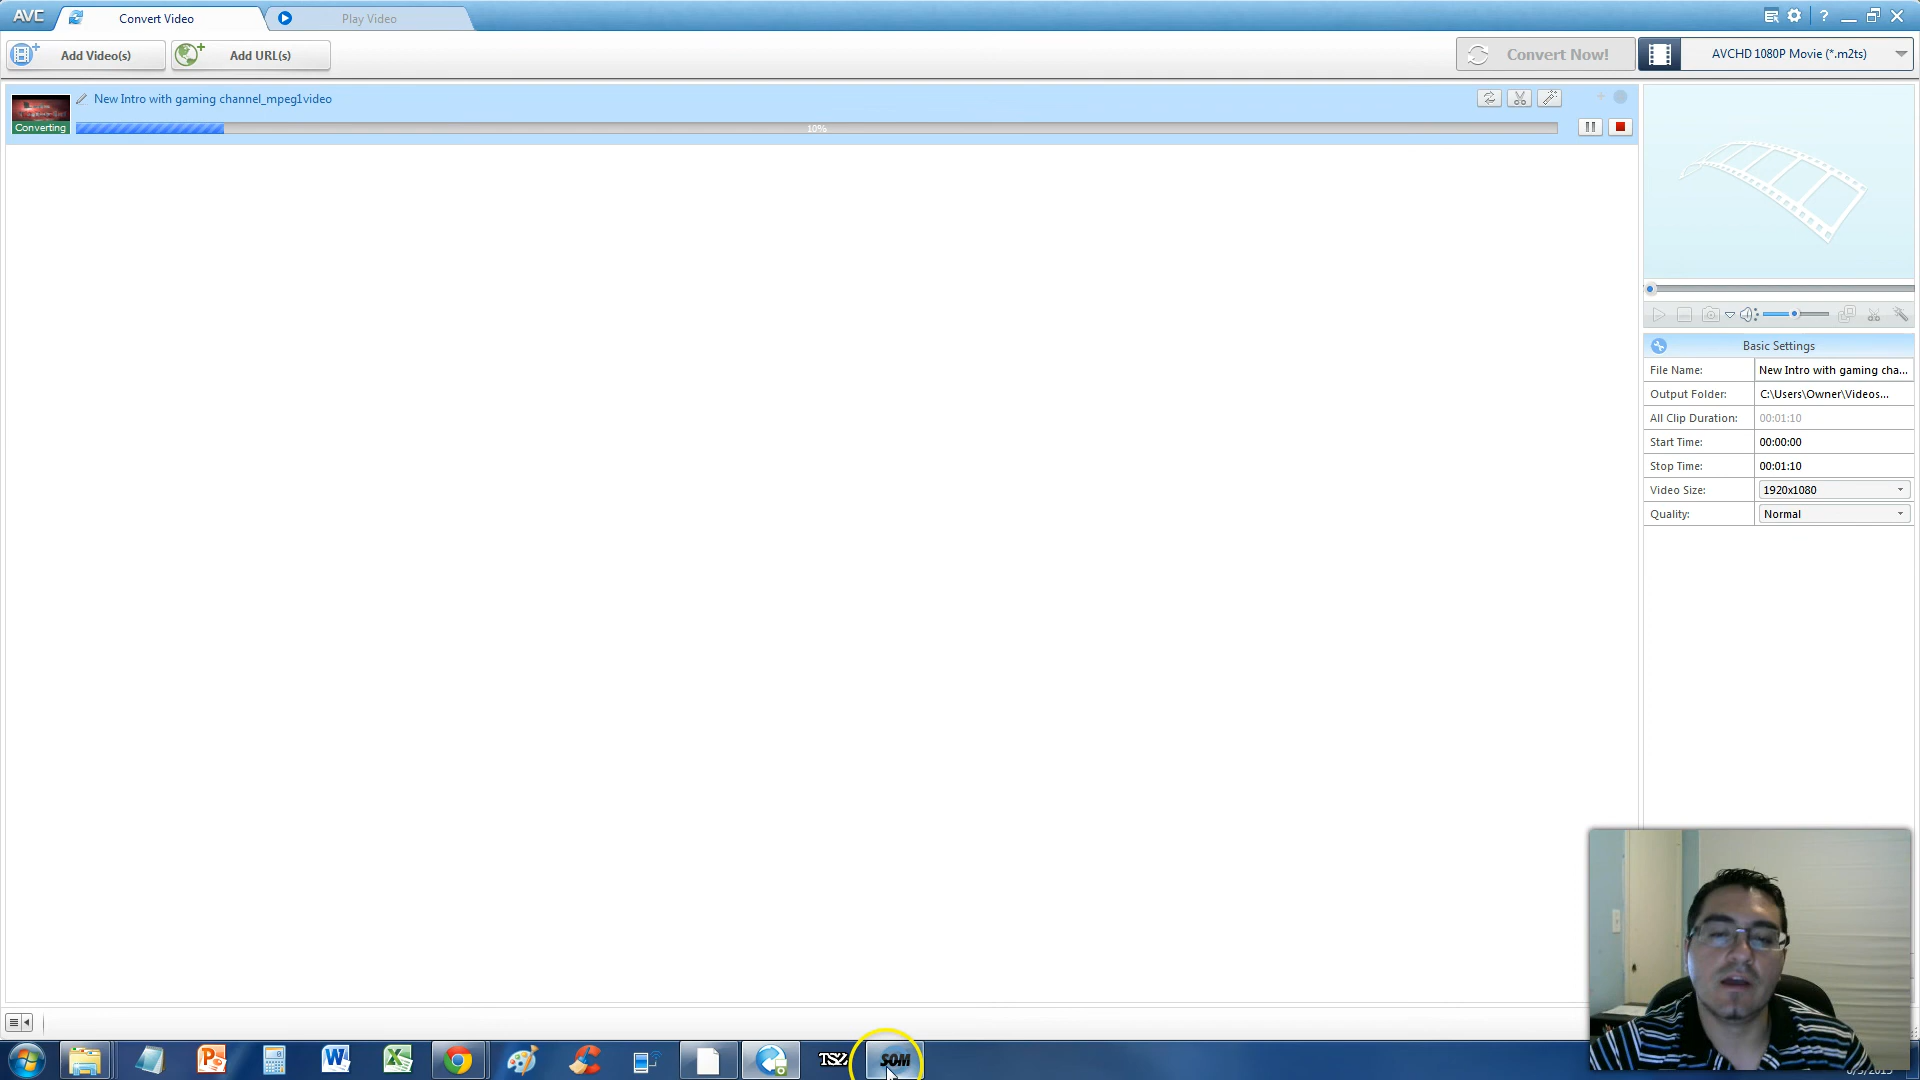 AVC
Convert Video
Play Video
?
Add Video(s)
Add URL(s)
Convert Now!
AVCHD 1080P Movie (*.m2ts)
New Intro with gaming channel_mpeg1video
Converting
10%
Basic Settings
File Name:
New Intro with gaming cha...
Output Folder:
C:\Users\Owner\Videos...
All Clip Duration:
00:01:10
Start Time:
00:00:00
Stop Time:
00:01:10
Video Size:
1920x1080
Quality:
Normal
SOM